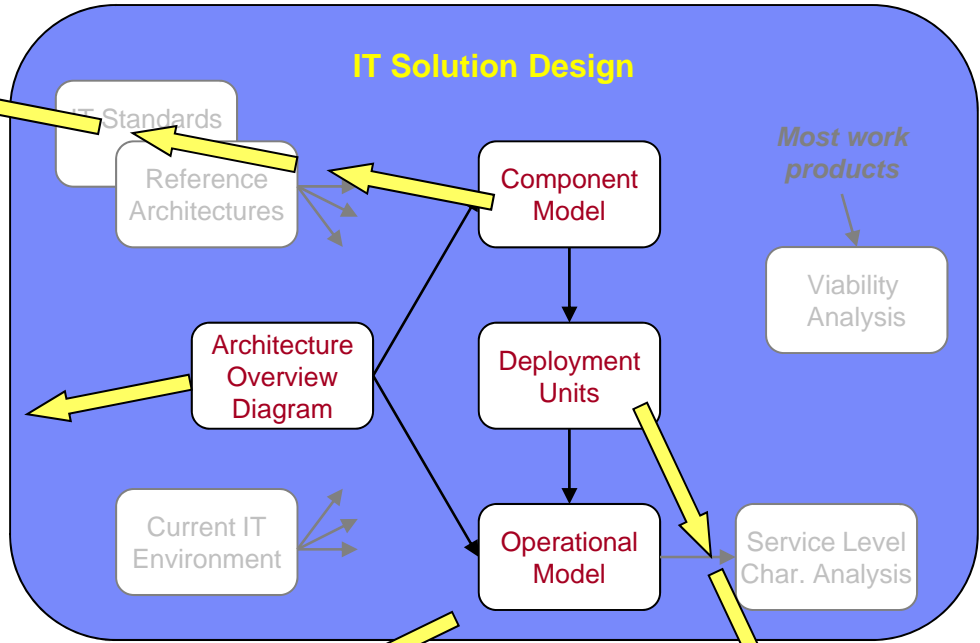 IT Solution Design
IT Standards
Reference
Architectures
Component
Model
Most work
products
Viability
Analysis
Architecture
Overview
Diagram
Deployment
Units
Current IT
Environment
Operational
Model
Service Level
Char. Analysis